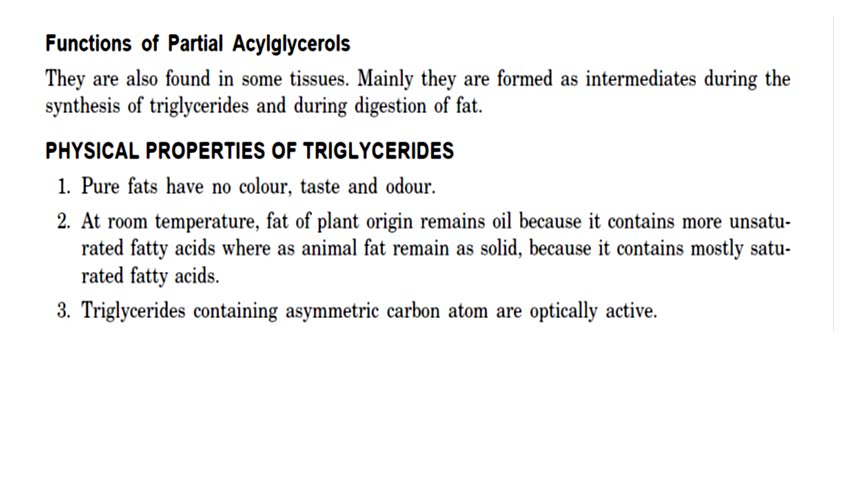 Functions of Partial Acylglycerols
They are also found in some tissues. Mainly they are formed as intermediates during the
synthesis of triglycerides and during digestion of fat.
PHYSICAL PROPERTIES OF TRIGLYCERIDES
1. Pure fats have no colour, taste and odour.
2. At room temperature, fat of plant origin remains oil because it contains more unsatu-
rated fatty acids where as animal fat remain as solid, because it contains mostly satu-
rated fatty acids.
3. Triglycerides containing asymmetric carbon atom are optically active.